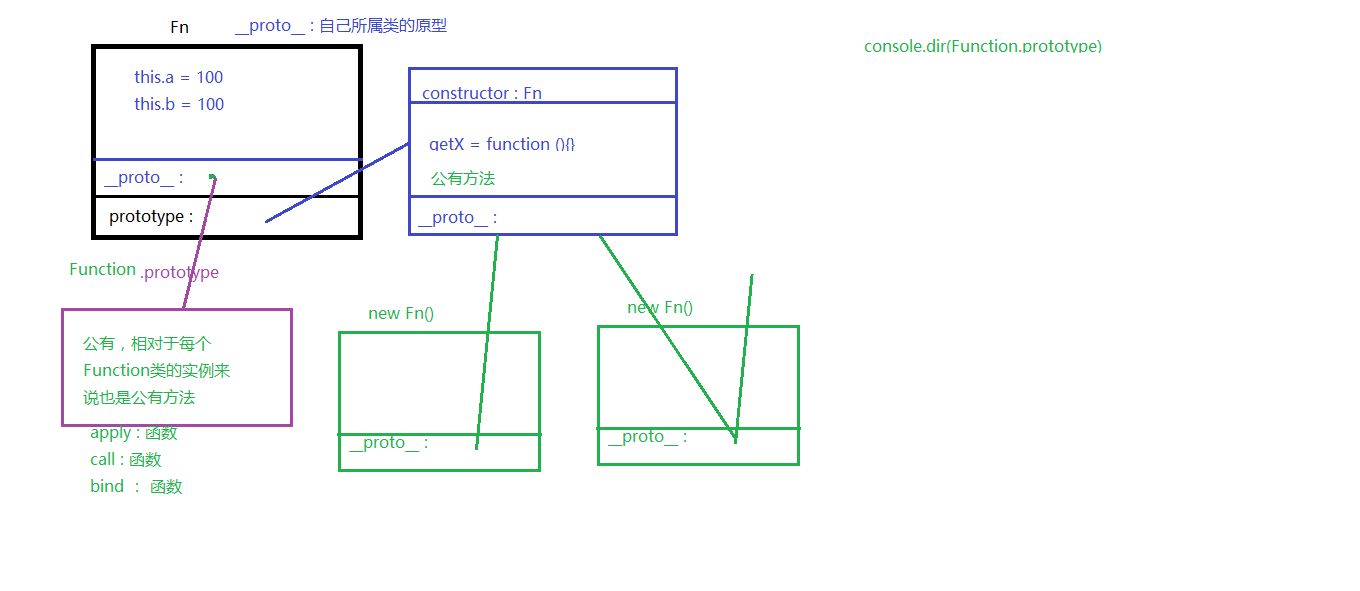 Fn
__proto__ : 自己所属类的原型
console.dir(Function.prototype)
this.a = 100
this.b = 100
__proto__ :
prototype :
constructor : Fn
getX = function (){}
公有方法
__proto__ :
Function .prototype
公有，相对于每个
Function类的实例来
说也是公有方法
apply : 函数
call : 函数
bind ： 函数
new Fn()
__proto__ :
new Fn()
__proto__ :